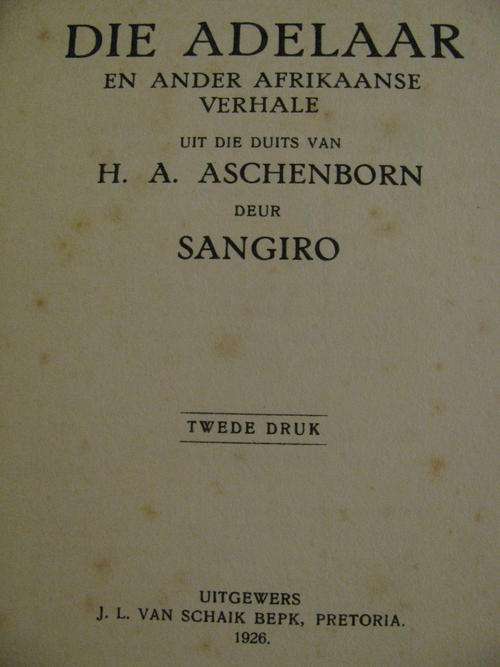 DIE ADELAAR
EN ANDER AFRIKAANSE
VERHALE
UIT DIE DUITS VAN
H. A. ASCHENBORN
DEUR
SANGIRO
TWEDE DRUK
UITGEWERS
J. L. VAN SCHAIK BEPK, PRETORIA.
1926.